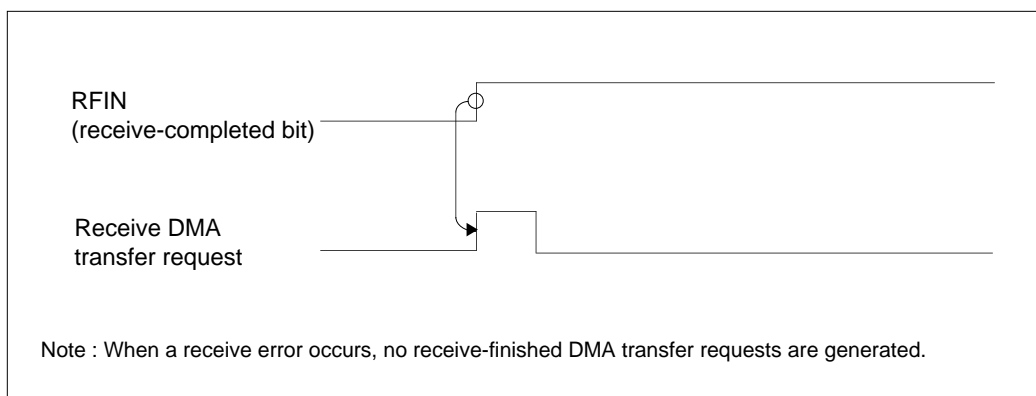 RFIN
(receive-completed bit)
Receive DMA
transfer request
Note : When a receive error occurs, no receive-finished DMA transfer requests are generated.